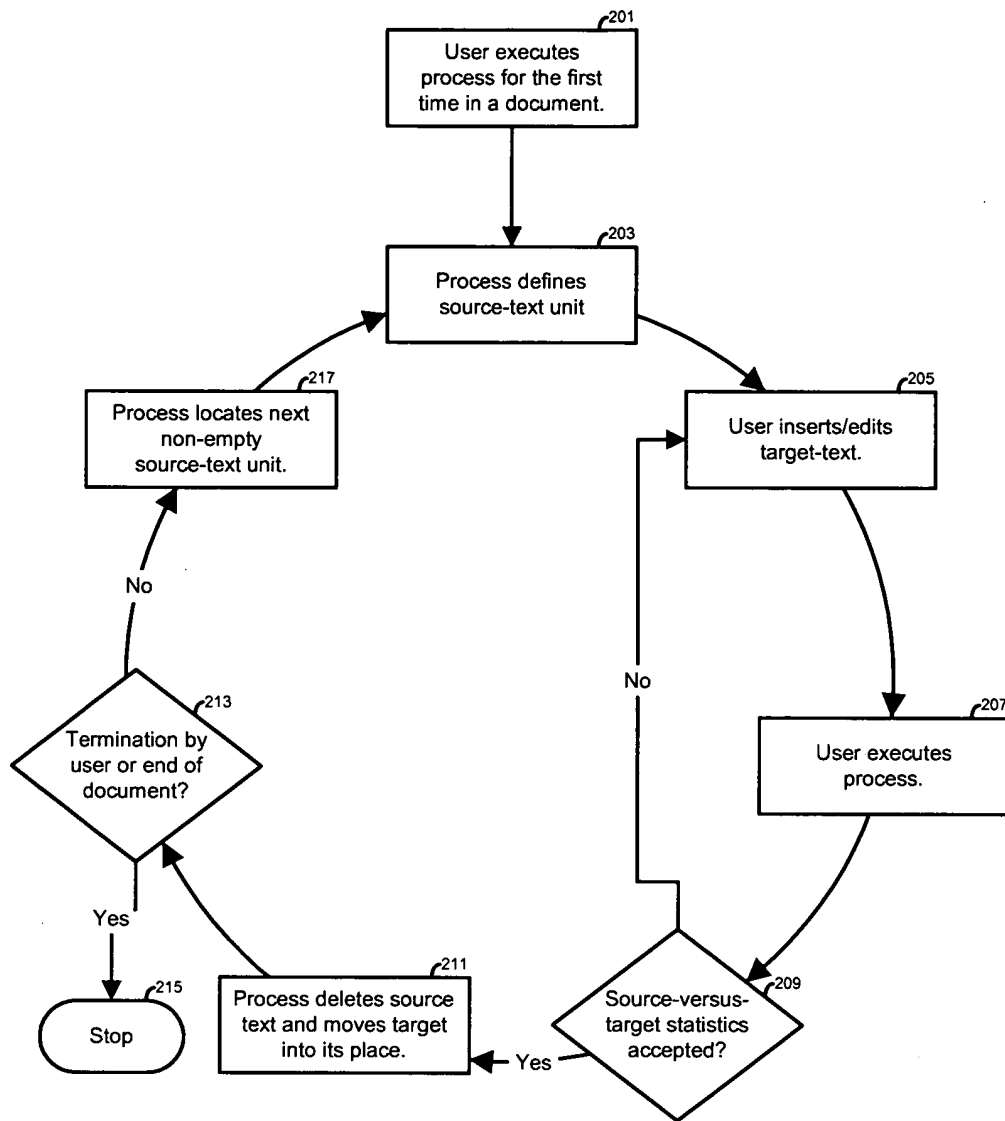 201
User executes
process for the first
time in a document.
203
Process defines
source-text unit
217
Process locates next
non-empty
source-text unit.
205
User inserts/edits
target-text.
No
No
213
Termination by
user or end of
document?
207
User executes
process.
Yes
215
Stop
211
Process deletes source
text and moves target
into its place.
Yes
209
Source-versus-
target statistics
accepted?